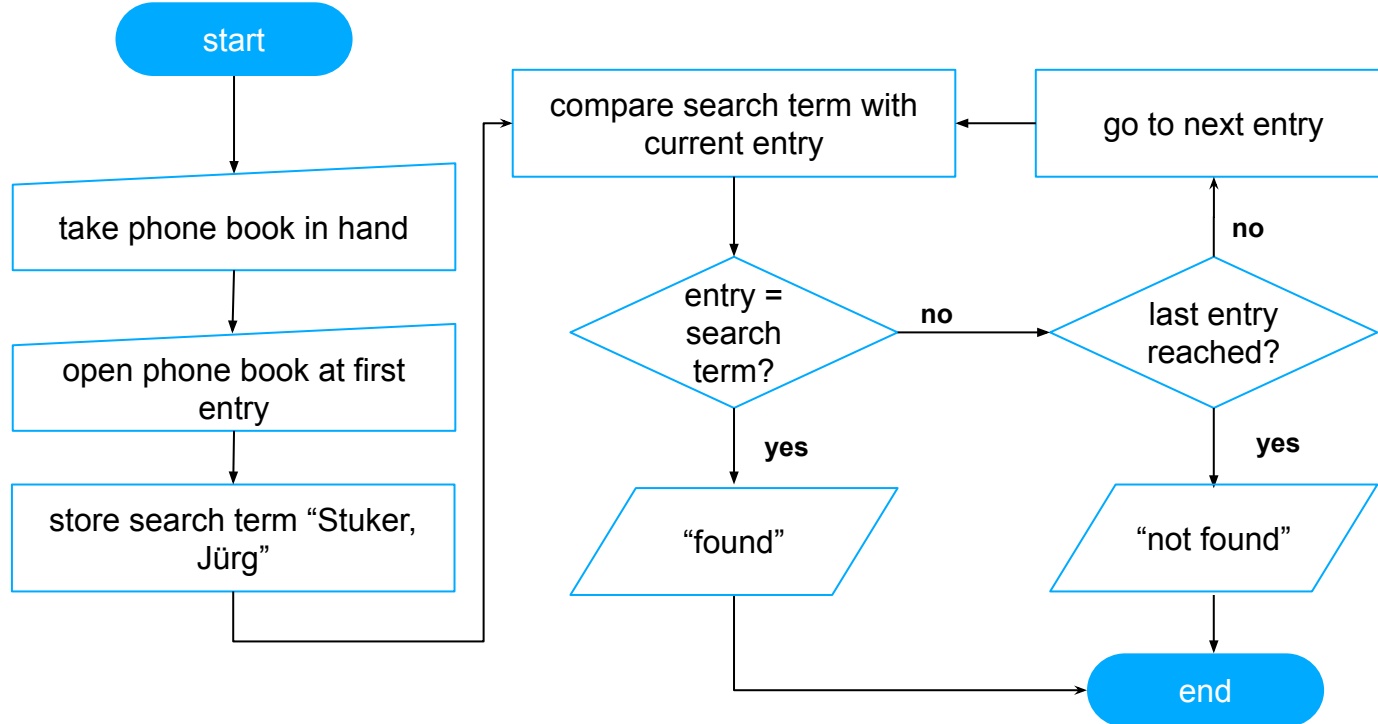 start
take phone book in hand
open phone book at first
entry
store search term “Stuker,
Jürg”
compare search term with
current entry
go to next entry
no
entry =
search
term?
no
last entry
reached?
yes
yes
“found”
“not found”
end